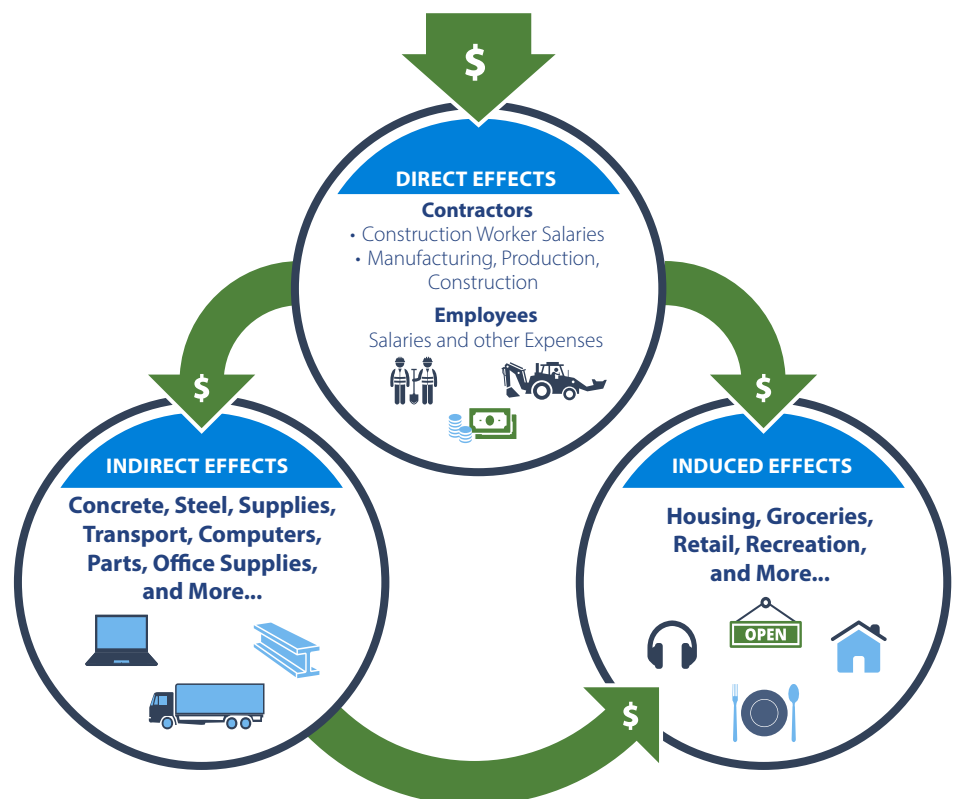 $
DIRECT EFFECTS
Contractors
• Construction Worker Salaries
• Manufacturing, Production,
Construction
Employees
Salaries and other Expenses
$
$
INDIRECT EFFECTS
Concrete, Steel, Supplies,
Transport, Computers,
Parts, Office Supplies,
and More...
INDUCED EFFECTS
Housing, Groceries,
Retail, Recreation,
and More...
OPEN
$